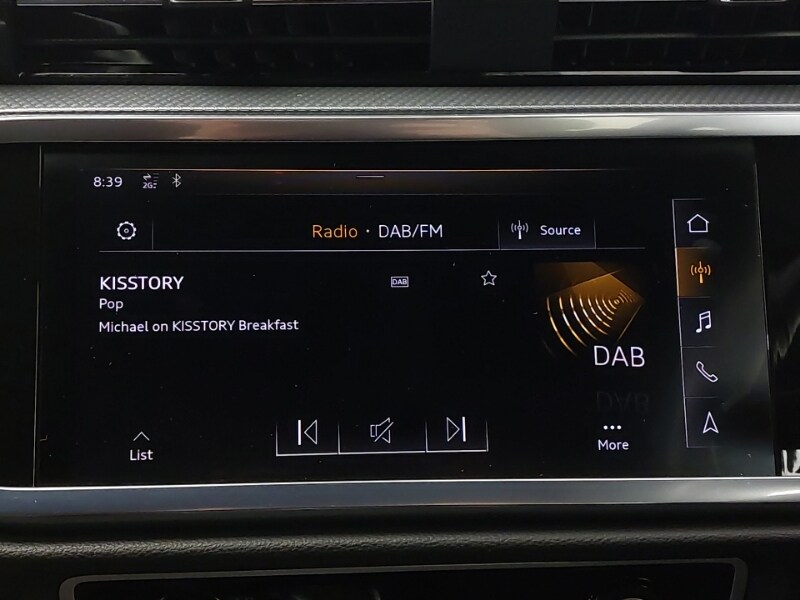 8:39 2G
Radio · DAB/FM
Source
KISSTORY
DAB
Pop
Michael on KISSTORY Breakfast
DAB
List
More